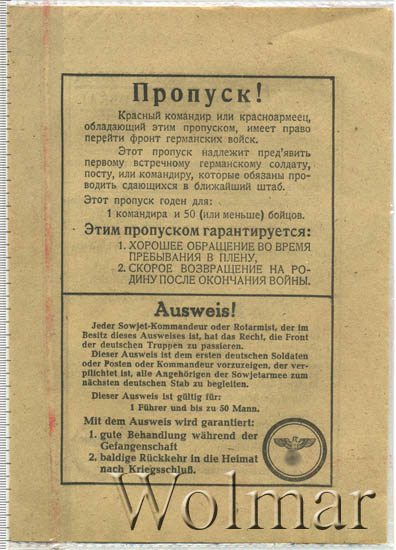 Пропуск!
Красный командир или красноармеец,
обладающий этим пропуском, имеет право
перейти фронт германских войск.
Этот пропуск надлежит пред'явить
первому встречному германскому солдату,
посту, или командиру, которые обязаны про-
водить сдающихся в ближайший штаб.
Этот пропуск годен для:
1 командира и 50 (или меньше) бойцов.
Этим пропуском гарантируется:
1. ХОРОШЕЕ ОБРАЩЕНИЕ ВО ВРЕМЯ
ПРЕБЫВАНИЯ В ПЛЕНУ,
2. СКОРОЕ ВОЗВРАЩЕНИЕ НА РО-
ДИНУ ПОСЛЕ ОКОНЧАНИЯ ВОЙНЫ.
Ausweis!
Jeder Sowjet-Kommandeur oder Rotarmist, der im
Besitz dieses Ausweises ist, hat das Recht, die Front
der deutschen Truppen zu passieren.
Dieser Ausweis ist dem ersten deutschen Soldaten
oder Posten oder Kommandeur vorzuzeigen, der ver-
pflichtet ist, alle Angehörigen der Sowjetarmee zum
nächsten deutschen Stab zu begleiten.
Dieser Ausweis ist gültig für:
1 Führer und bis zu 50 Mann.
Mit dem Ausweis wird garantiert:
1. gute Behandlung während der
Gefangenschaft
2. baldige Rückkehr in die Heimat
nach Kriegsschluß.
Wolmar